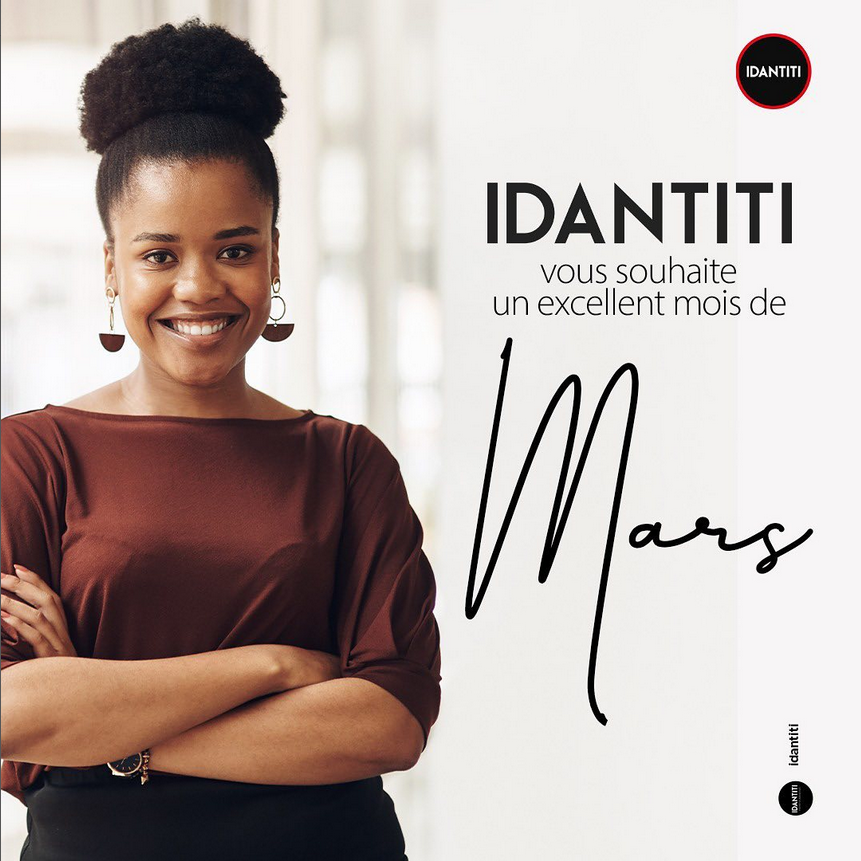 IDANTITI
IDANTITI
vous souhaite
un excellent mois de
Mars
idantiti
IDANTITI